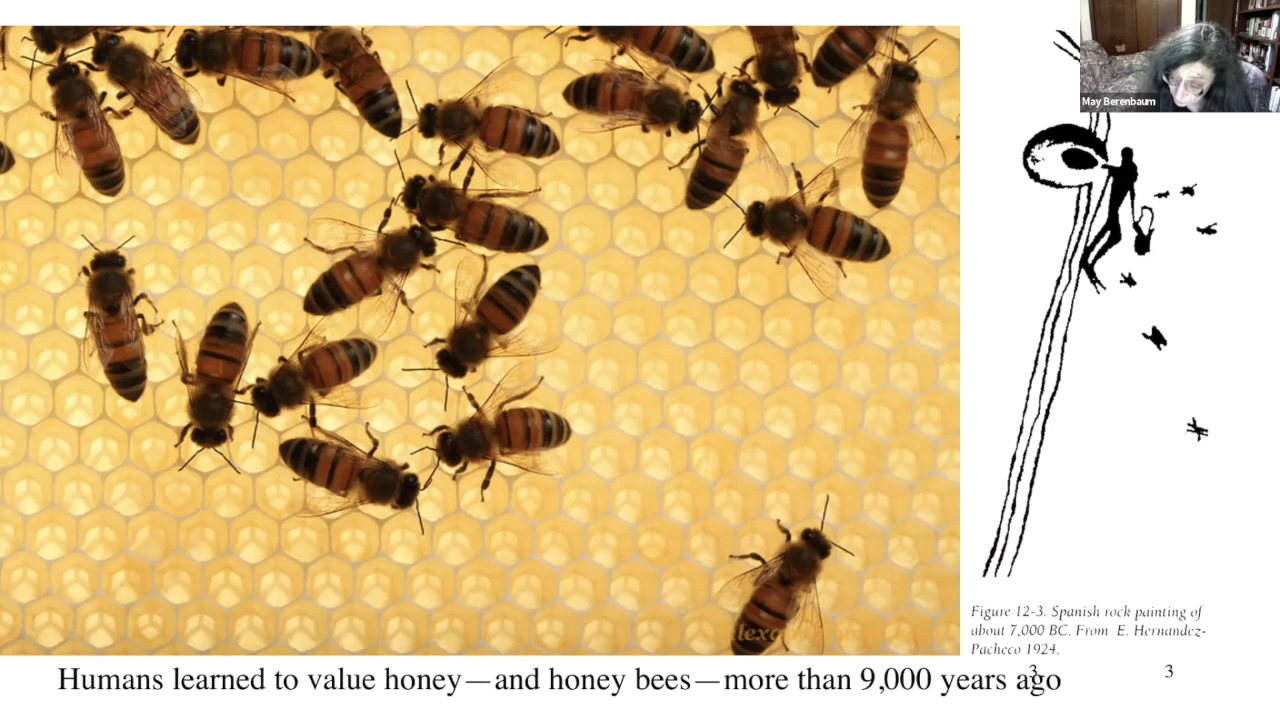 May Berenbaum
Figure 12-3. Spanish rock painting of
about 7,000 BC. From E. Hernandez-
Pacheco 1924.
Humans learned to value honey—and honey bees—more than 9,000 years ago
3
3